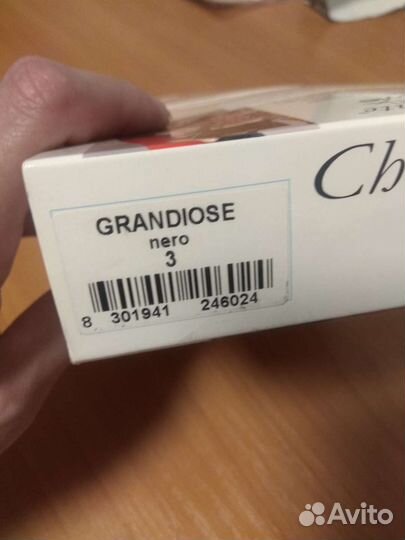 Ch
GRANDIOSE
nero
3
8 301941 246024
Avito